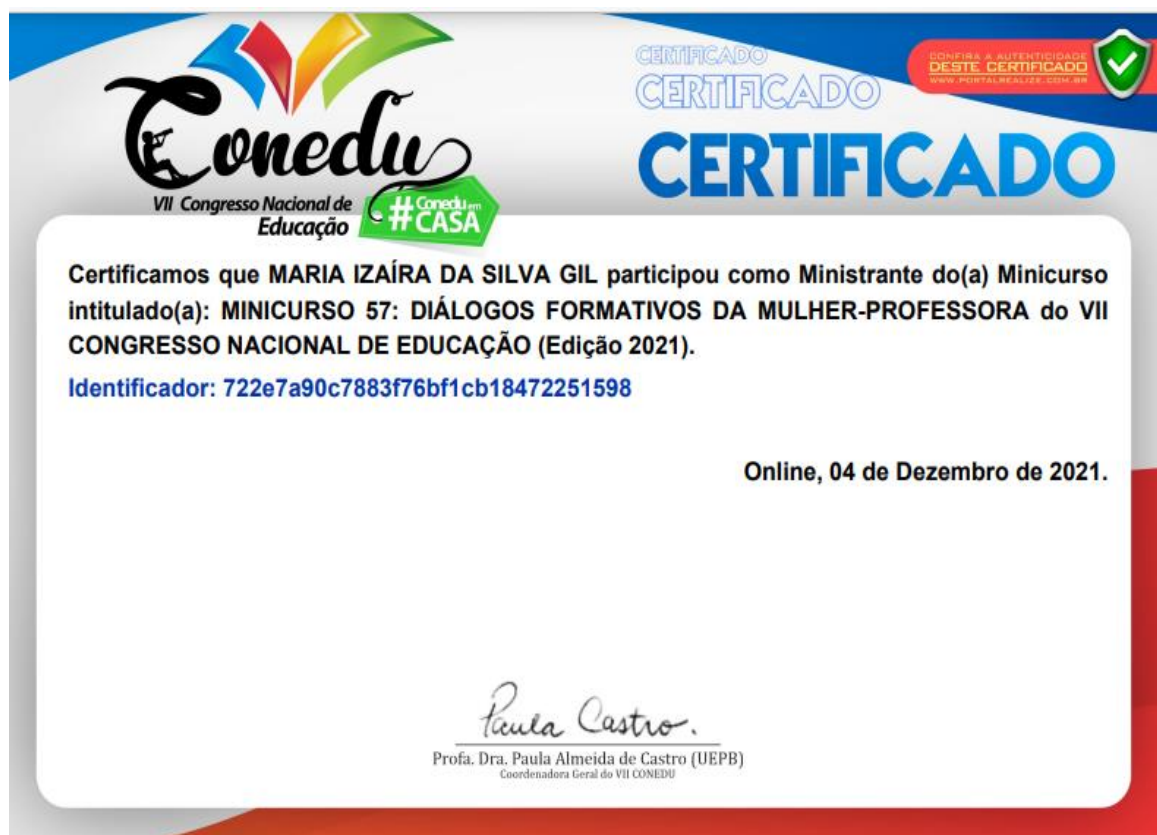 CERTIFICADO
CERTIFICADO
CERTIFICADO
CONFIRA A AUTENTICIDADE
DESTE CERTIFICADO
WWW.PORTALREALIZE.COM.BR
Conedu
VII Congresso Nacional de
Educação
#Conedu em
CASA
Certificamos que MARIA IZAÍRA DA SILVA GIL participou como Ministrante do(a) Minicurso
intitulado(a): MINICURSO 57: DIÁLOGOS FORMATIVOS DA MULHER-PROFESSORA do VII
CONGRESSO NACIONAL DE EDUCAÇÃO (Edição 2021).
Identificador: 722e7a90c7883f76bf1cb18472251598
Online, 04 de Dezembro de 2021.
Paula Castro.
Profa. Dra. Paula Almeida de Castro (UEPB)
Coordenadora Geral do VII CONEDU